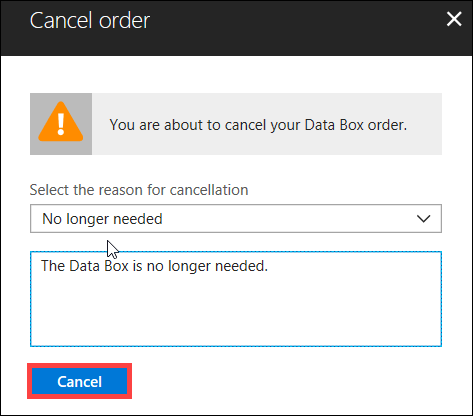 Cancel order
You are about to cancel your Data Box order.
Select the reason for cancellation
No longer needed
The Data Box is no longer needed.
Cancel